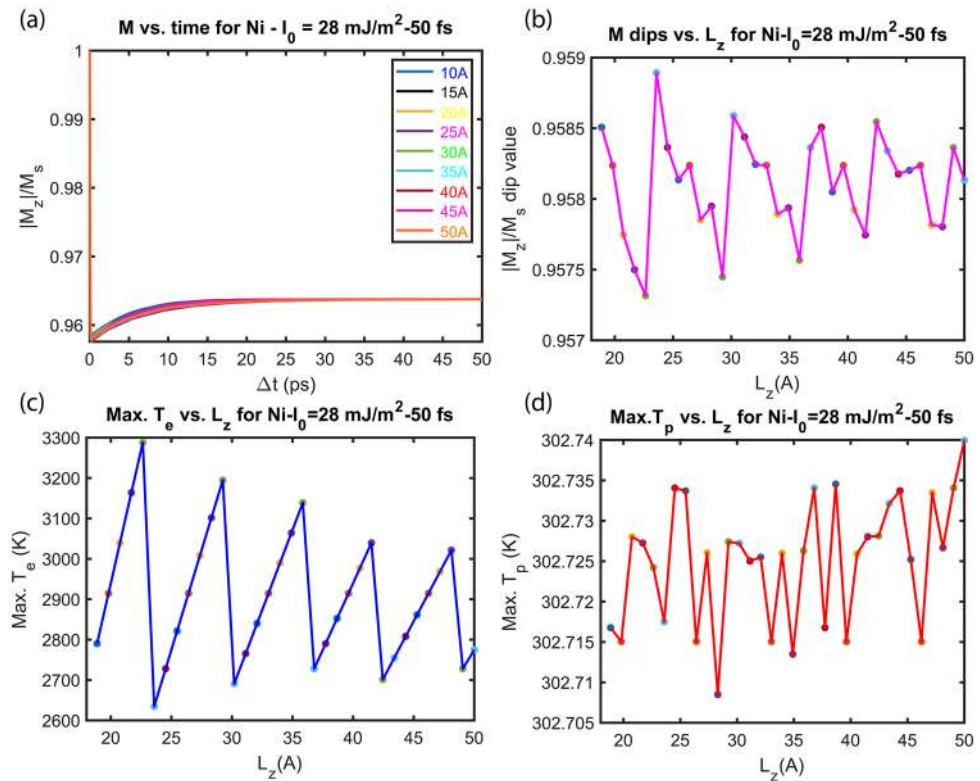 (a)
M vs. time for Ni - I0 = 28 mJ/m2-50 fs
1
0.99
0.98
0.97
0.96
|Mz|/Ms
10A
15A
20A
25A
30A
35A
40A
45A
50A
0 5 10 15 20 25 30 35 40 45 50
Δt (ps)
(b)
M dips vs. Lz for Ni-I0=28 mJ/m2-50 fs
0.959
0.9585
0.958
0.9575
0.957
|Mz|/Ms dip value
20 25 30 35 40 45 50
Lz(A)
(c)
Max. Te vs. Lz for Ni-I0=28 mJ/m2-50 fs
3300
3200
3100
3000
2900
2800
2700
2600
Max. Te (K)
20 25 30 35 40 45 50
Lz(A)
(d)
Max.Tp vs. Lz for Ni-I0=28 mJ/m2-50 fs
302.74
302.735
302.73
302.725
302.72
302.715
302.71
302.705
Max. Tp (K)
20 25 30 35 40 45 50
Lz(A)